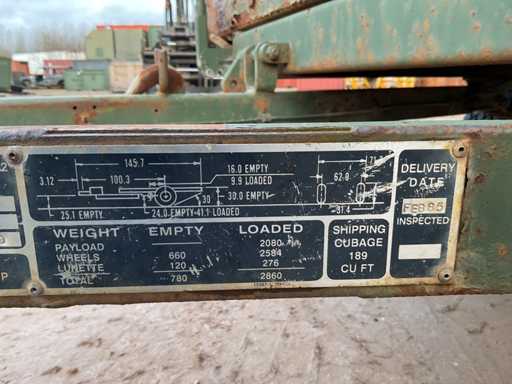 145.7
71
3.12
100.3
16.0 EMPTY
9.9 LOADED
62.8
30
30.0 EMPTY
25.1 EMPTY
24.0 EMPTY-41.1 LOADED
31.4
WEIGHT EMPTY LOADED
PAYLOAD 2080
WHEELS 660 2584
LUNETTE 120 276
TOTAL 780 2860
SHIPPING
CUBAGE
189
CU FT
DELIVERY
DATE
FEB 85
INSPECTED